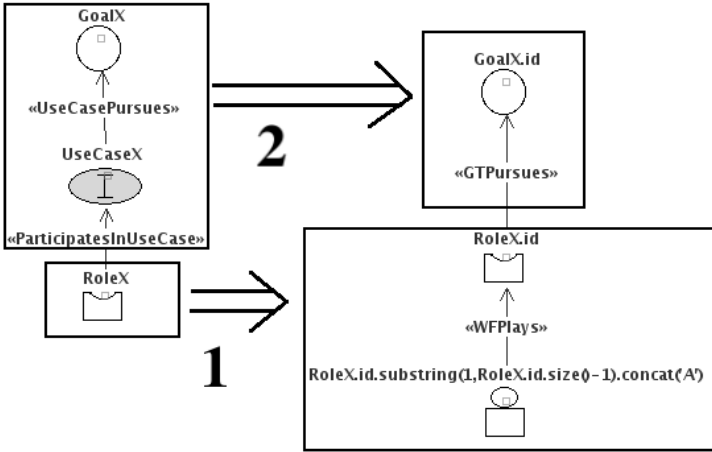 GoalX
«UseCasePursues»
UseCaseX
«ParticipatesInUseCase»
RoleX
2
1
GoalX.id
«GTPursues»
RoleX.id
«WFPlays»
RoleX.id.substring(1,RoleX.id.size()-1).concat('A')